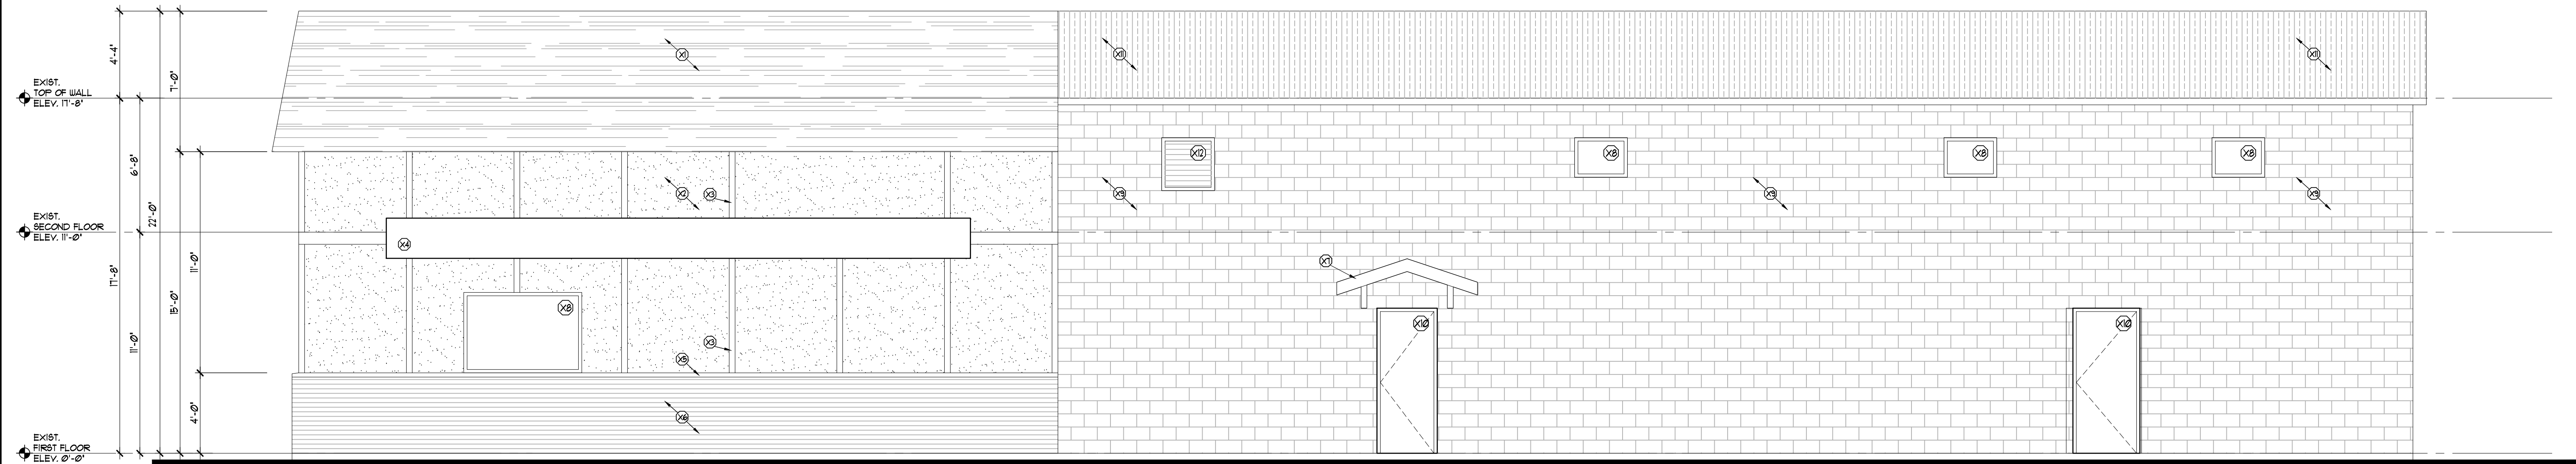 4'-4"
7'-0"
EXIST.
TOP OF WALL
ELEV. 17'-8"
6'-8"
22'-0"
EXIST.
SECOND FLOOR
ELEV. 11'-0"
17'-8"
11'-0"
15'-0"
11'-0"
4'-0"
EXIST.
FIRST FLOOR
ELEV. 0'-0"
X1
X11
X11
X12
X8
X8
X8
X2
X3
X9
X9
X9
X4
X7
X8
X10
X10
X3
X5
X6